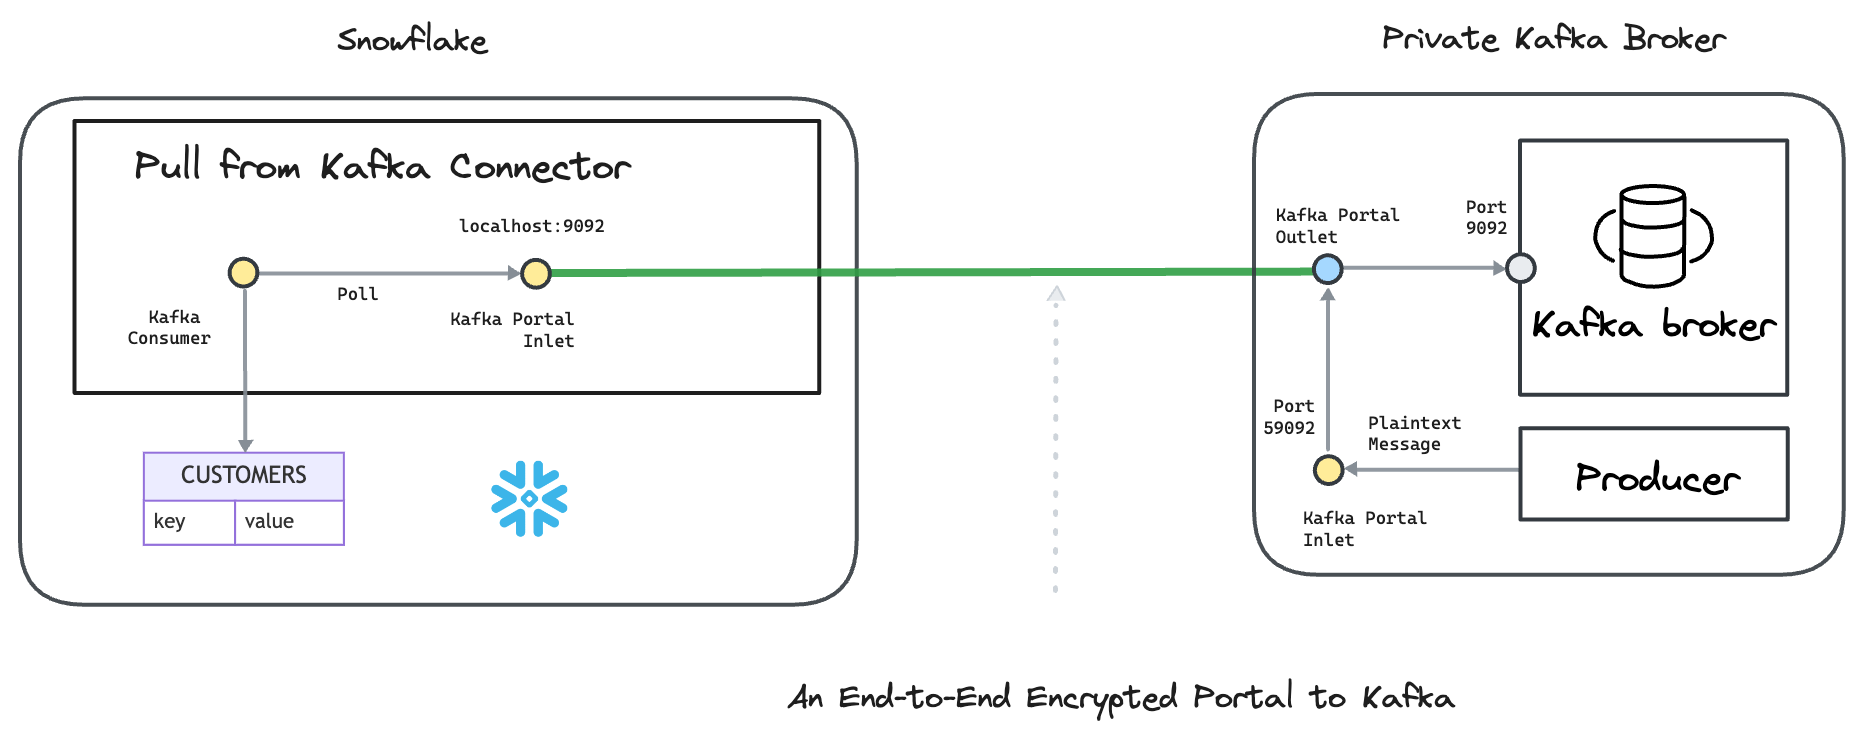 Snowflake
Private Kafka Broker
Pull from Kafka Connector
localhost:9092
Poll
Kafka
Consumer
Kafka Portal
Inlet
CUSTOMERS
key
value
Kafka Portal
Outlet
Port
9092
Kafka broker
Port
59092
Plaintext
Message
Producer
Kafka Portal
Inlet
An End-to-End Encrypted Portal to Kafka